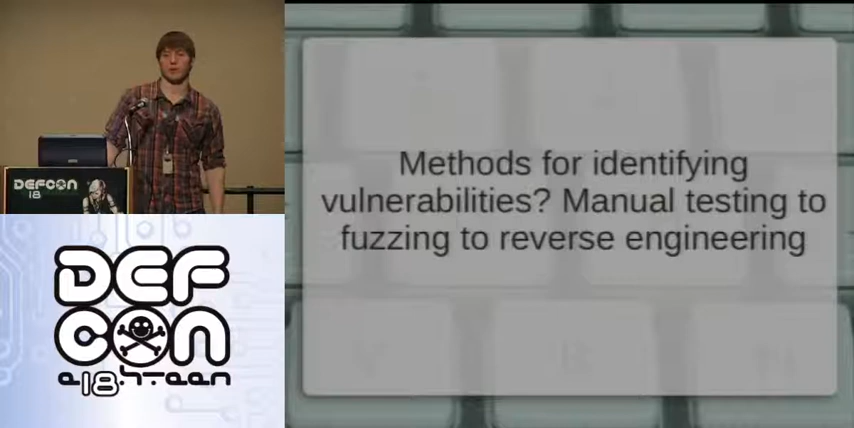 DEFCON
18
DEF
CON
e18hteen
Methods for identifying
vulnerabilities? Manual testing to
fuzzing to reverse engineering